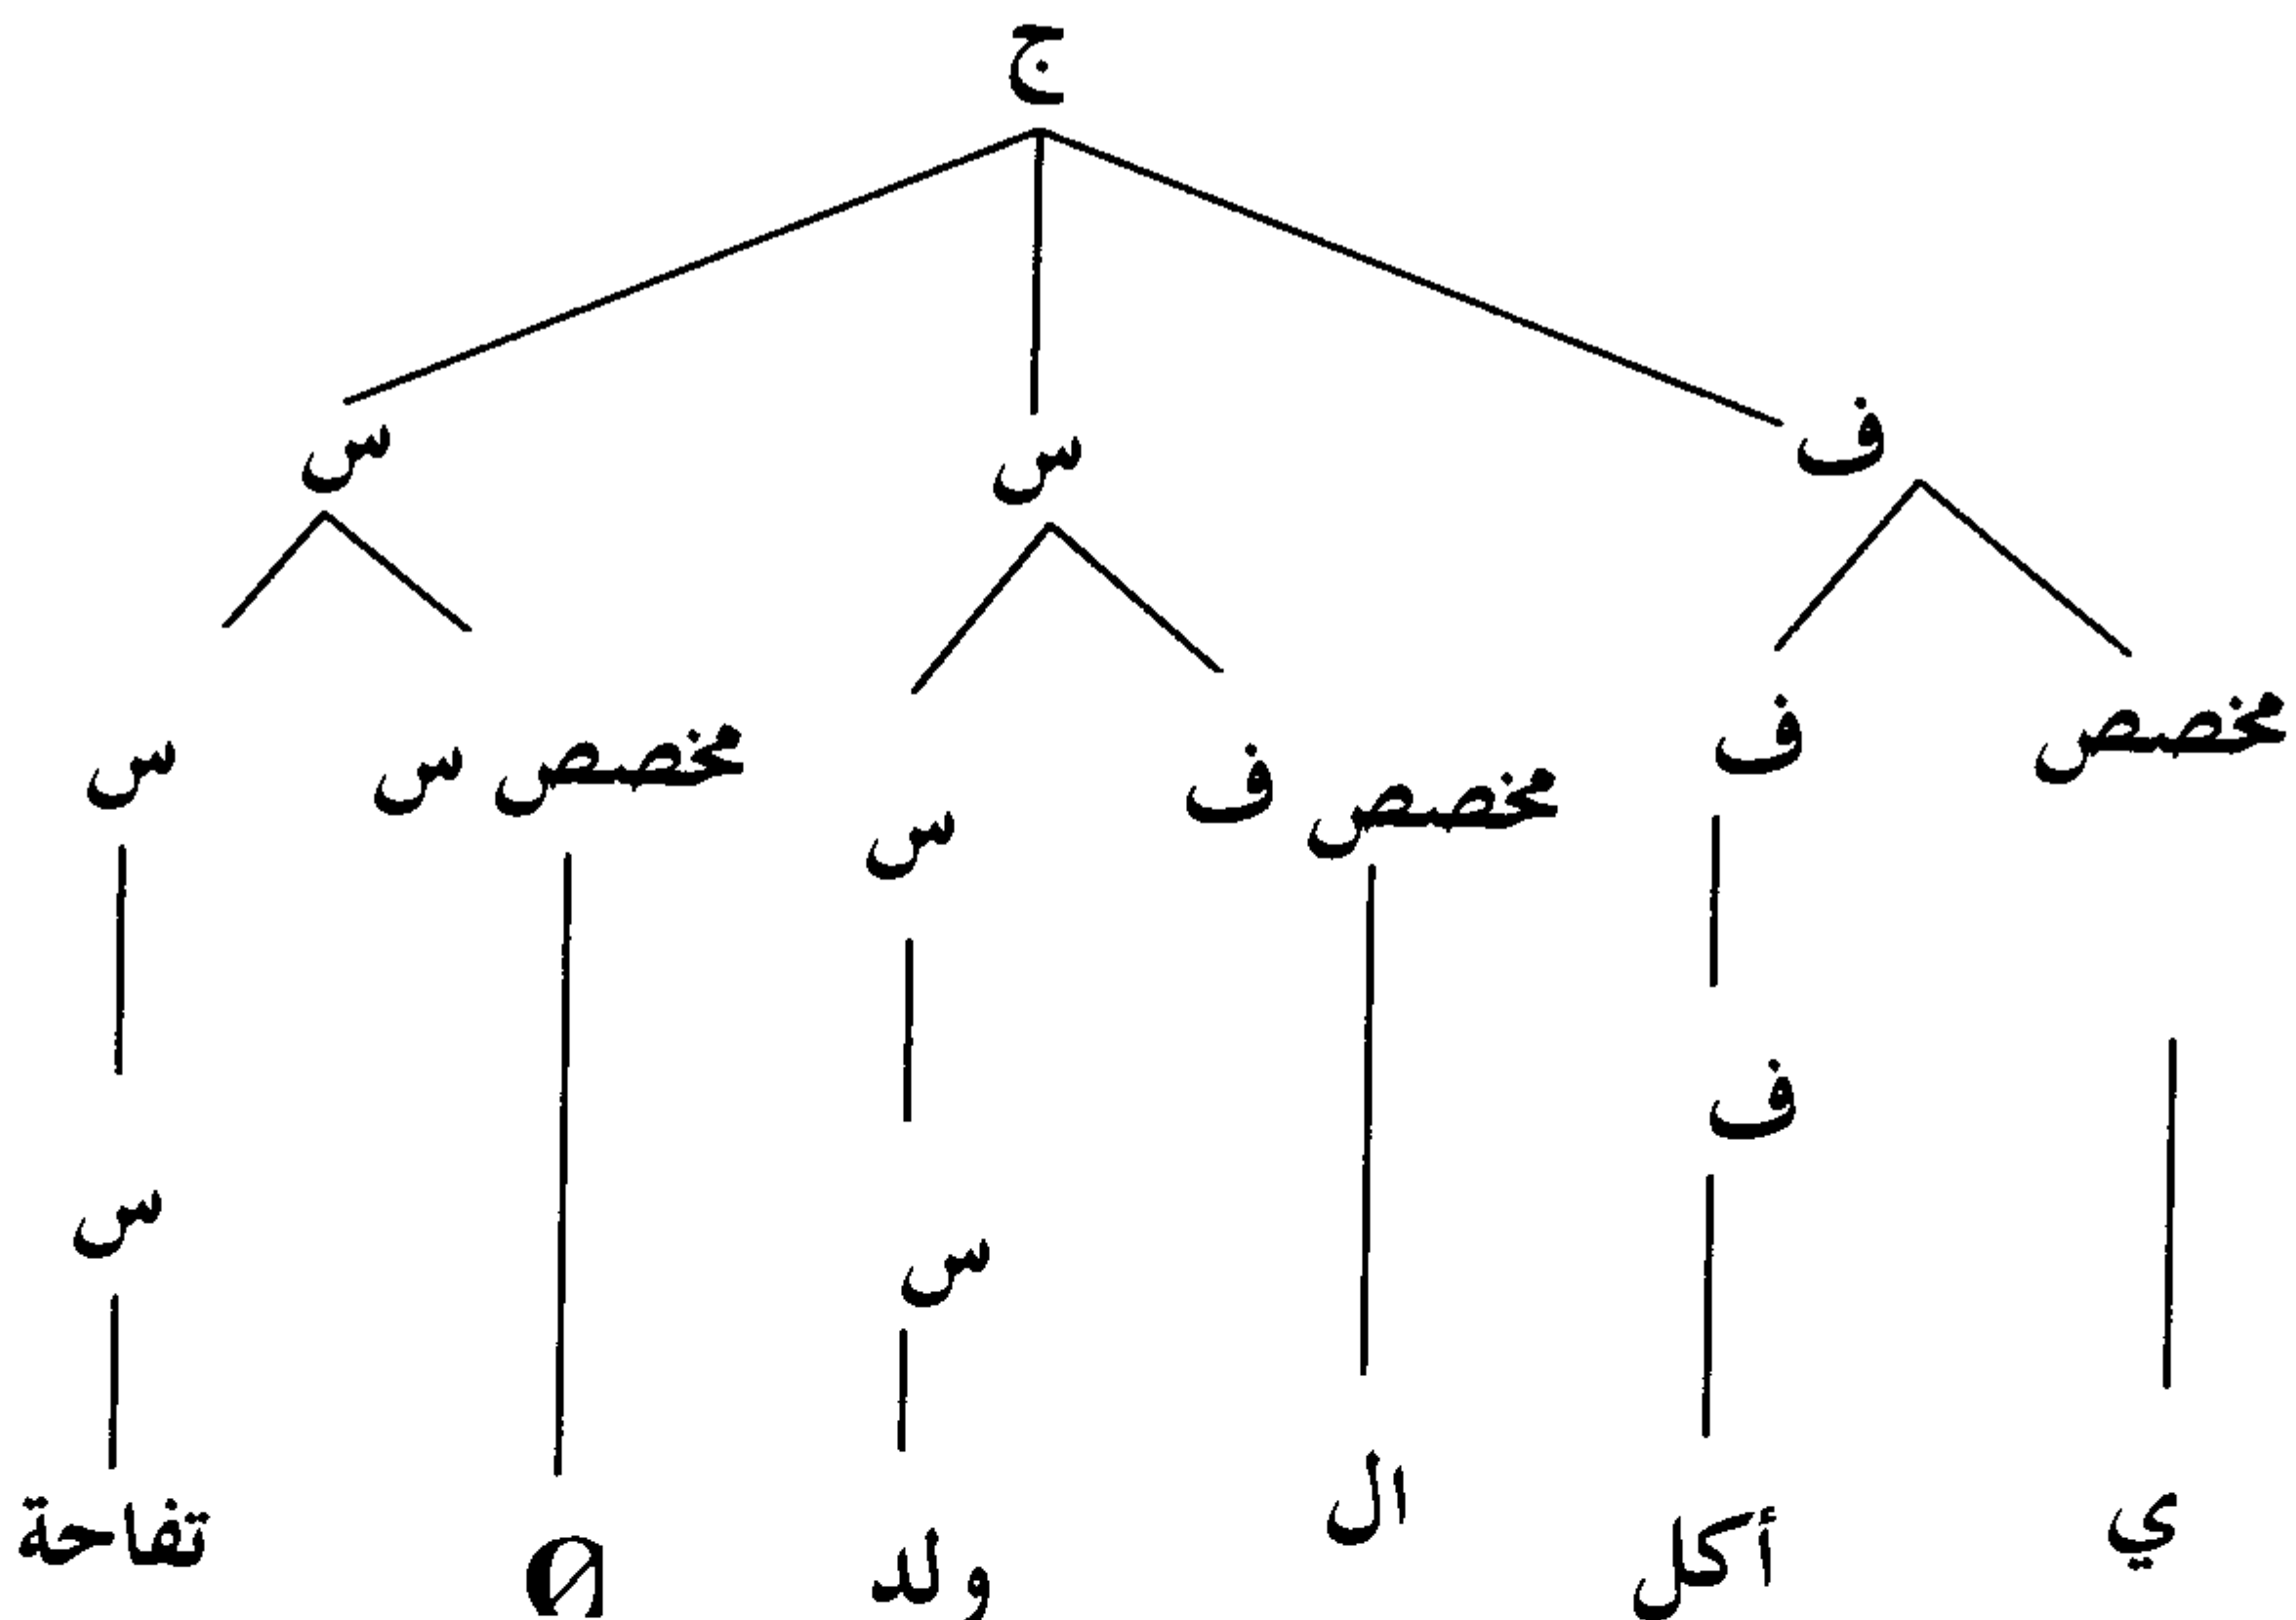 ج
ف س س
مخصص ف مخصص ف س مخصص س س
ف س س
ي أكل ال ولد Ø تفاحة